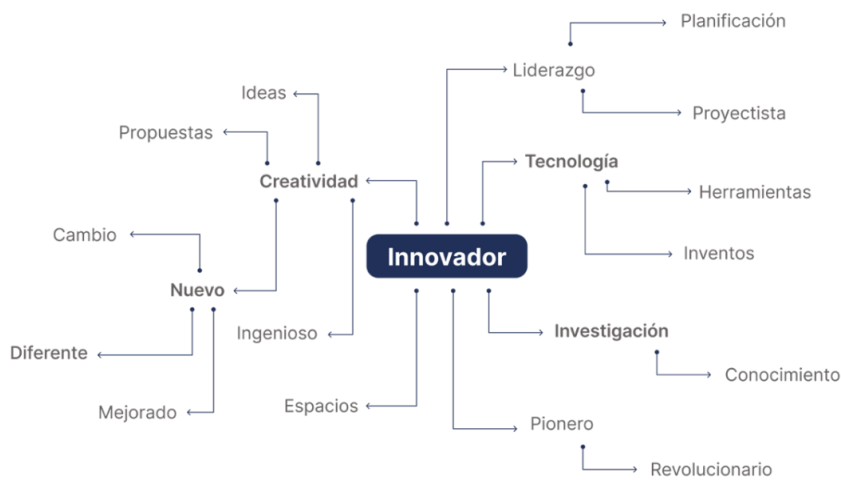 Planificación
Liderazgo
Ideas
Proyectista
Propuestas
Tecnología
Creatividad
Herramientas
Cambio
Innovador
Inventos
Nuevo
Ingenioso
Investigación
Diferente
Conocimiento
Espacios
Mejorado
Pionero
Revolucionario